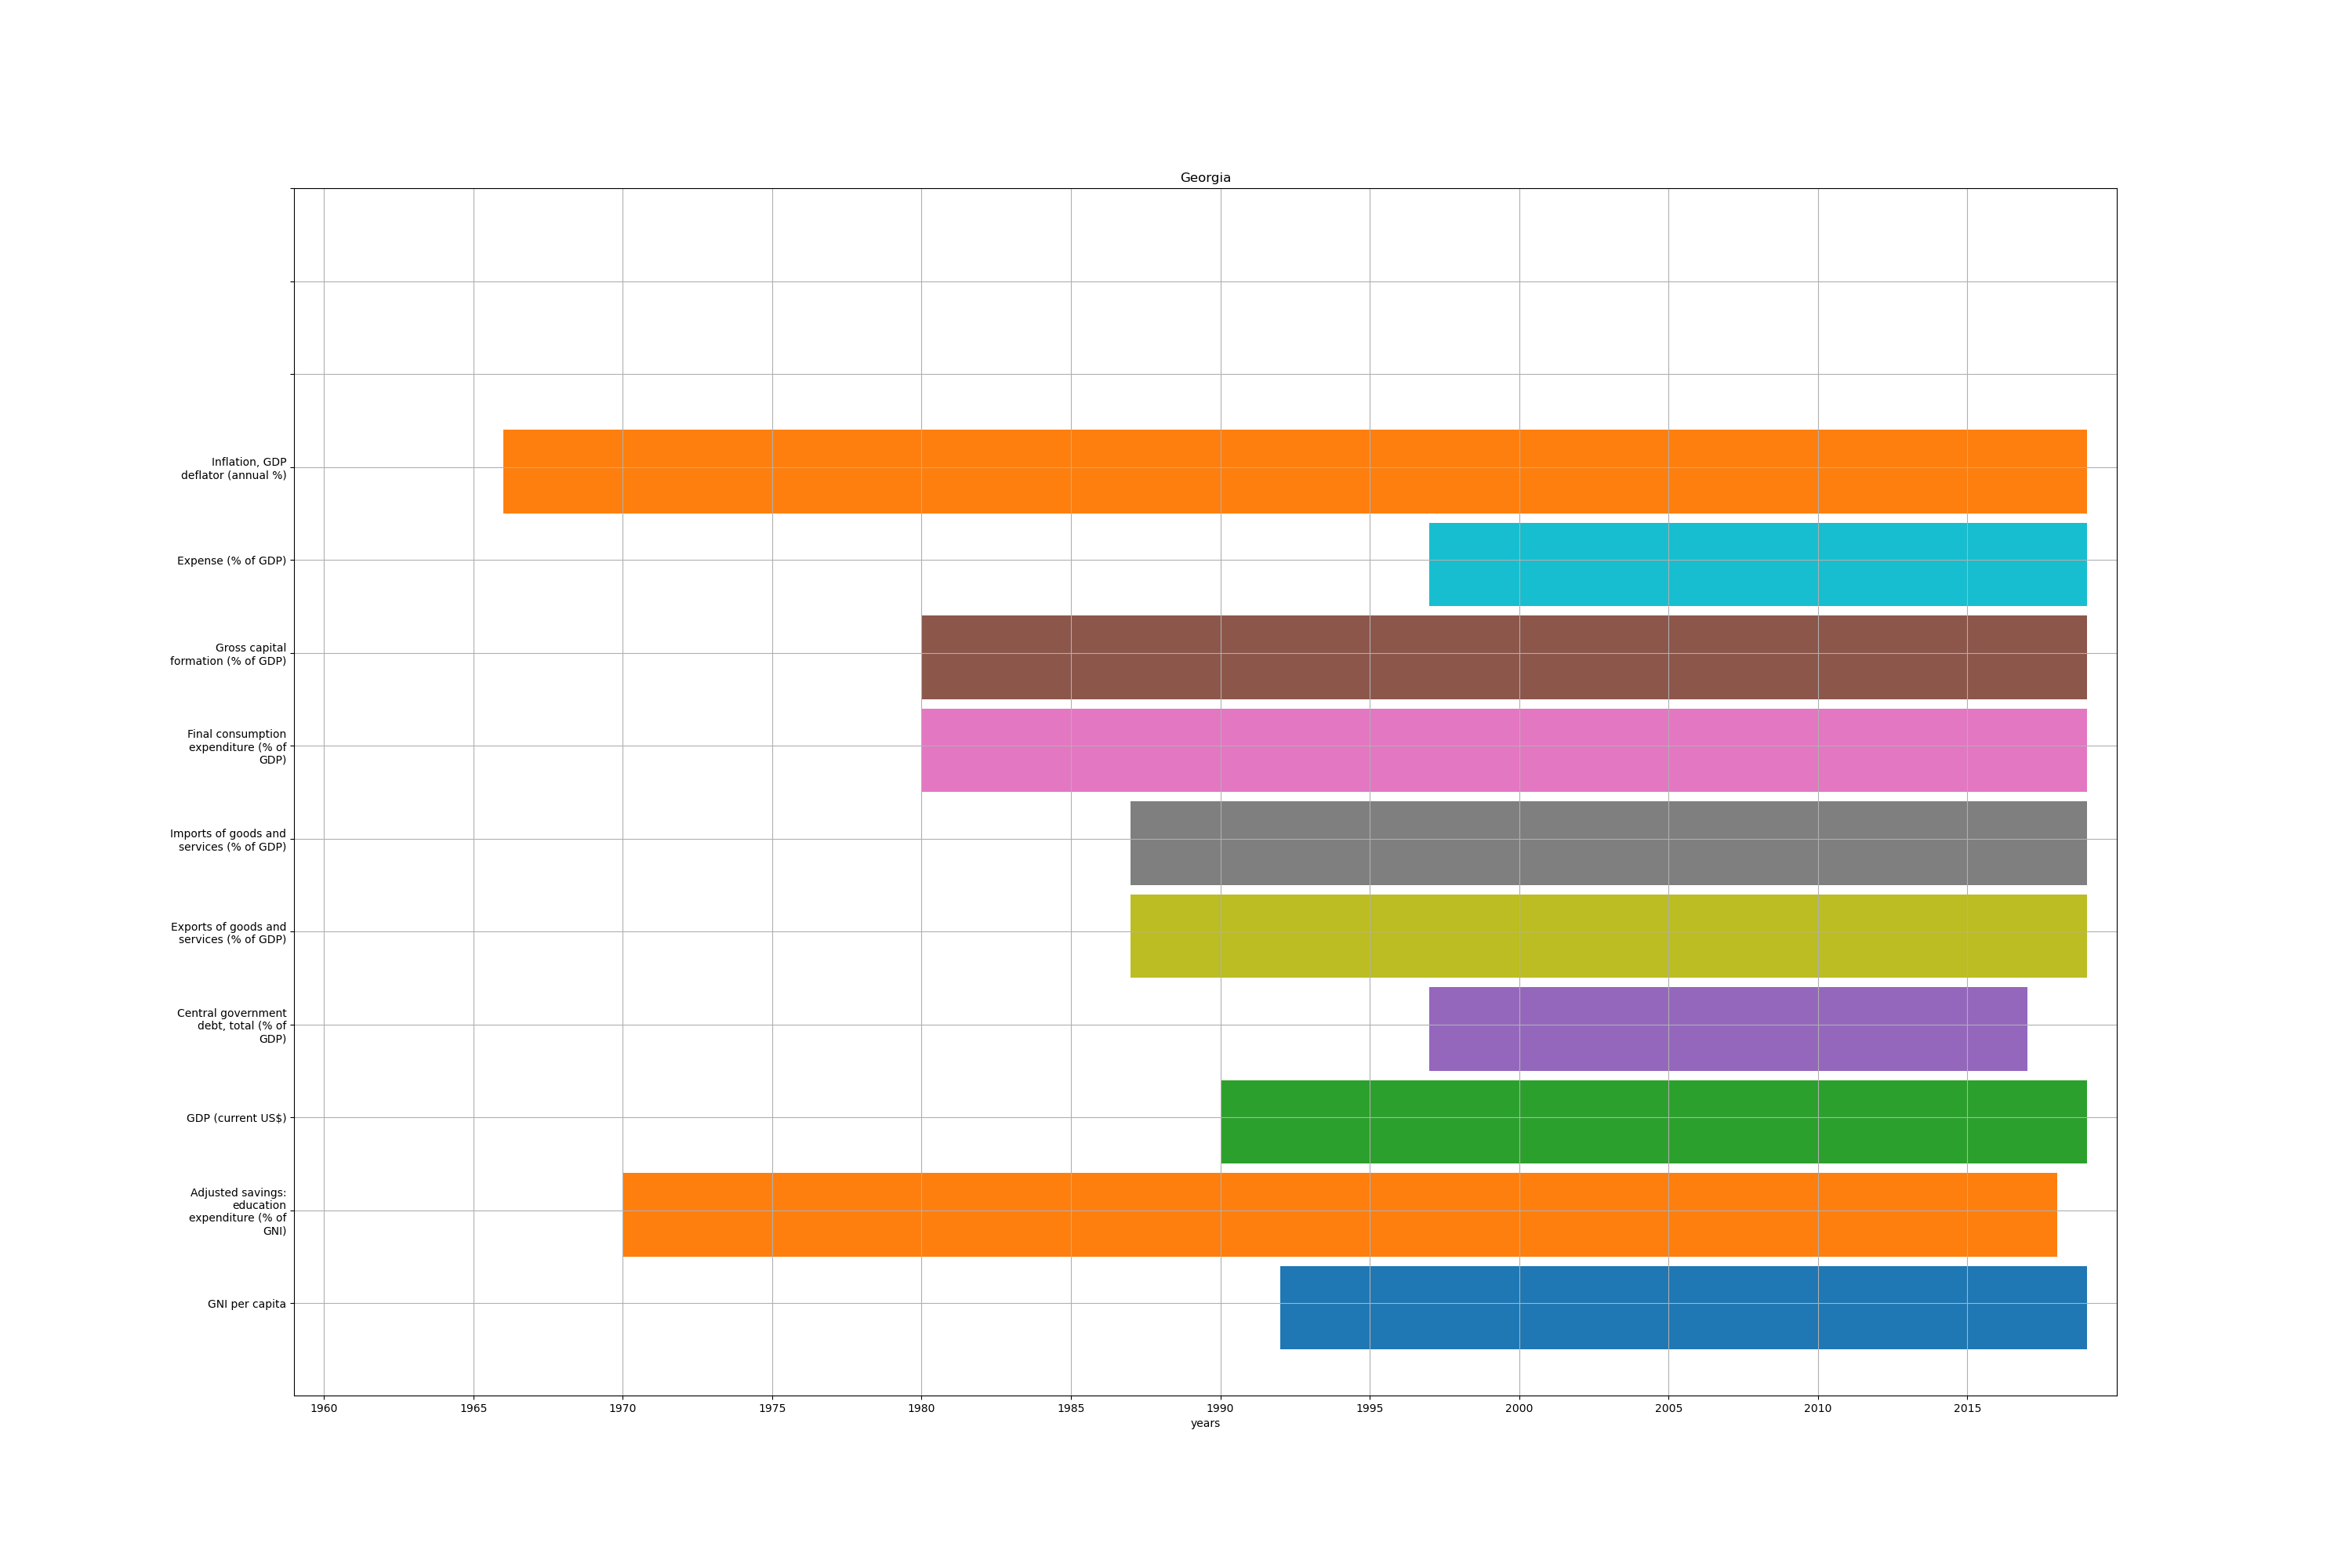 Georgia
Inflation, GDP
deflator (annual %)
Expense (% of GDP)
Gross capital
formation (% of GDP)
Final consumption
expenditure (% of
GDP)
Imports of goods and
services (% of GDP)
Exports of goods and
services (% of GDP)
Central government
debt, total (% of
GDP)
GDP (current US$)
Adjusted savings:
education
expenditure (% of
GNI)
GNI per capita
1960 1965 1970 1975 1980 1985 1990 1995 2000 2005 2010 2015
years